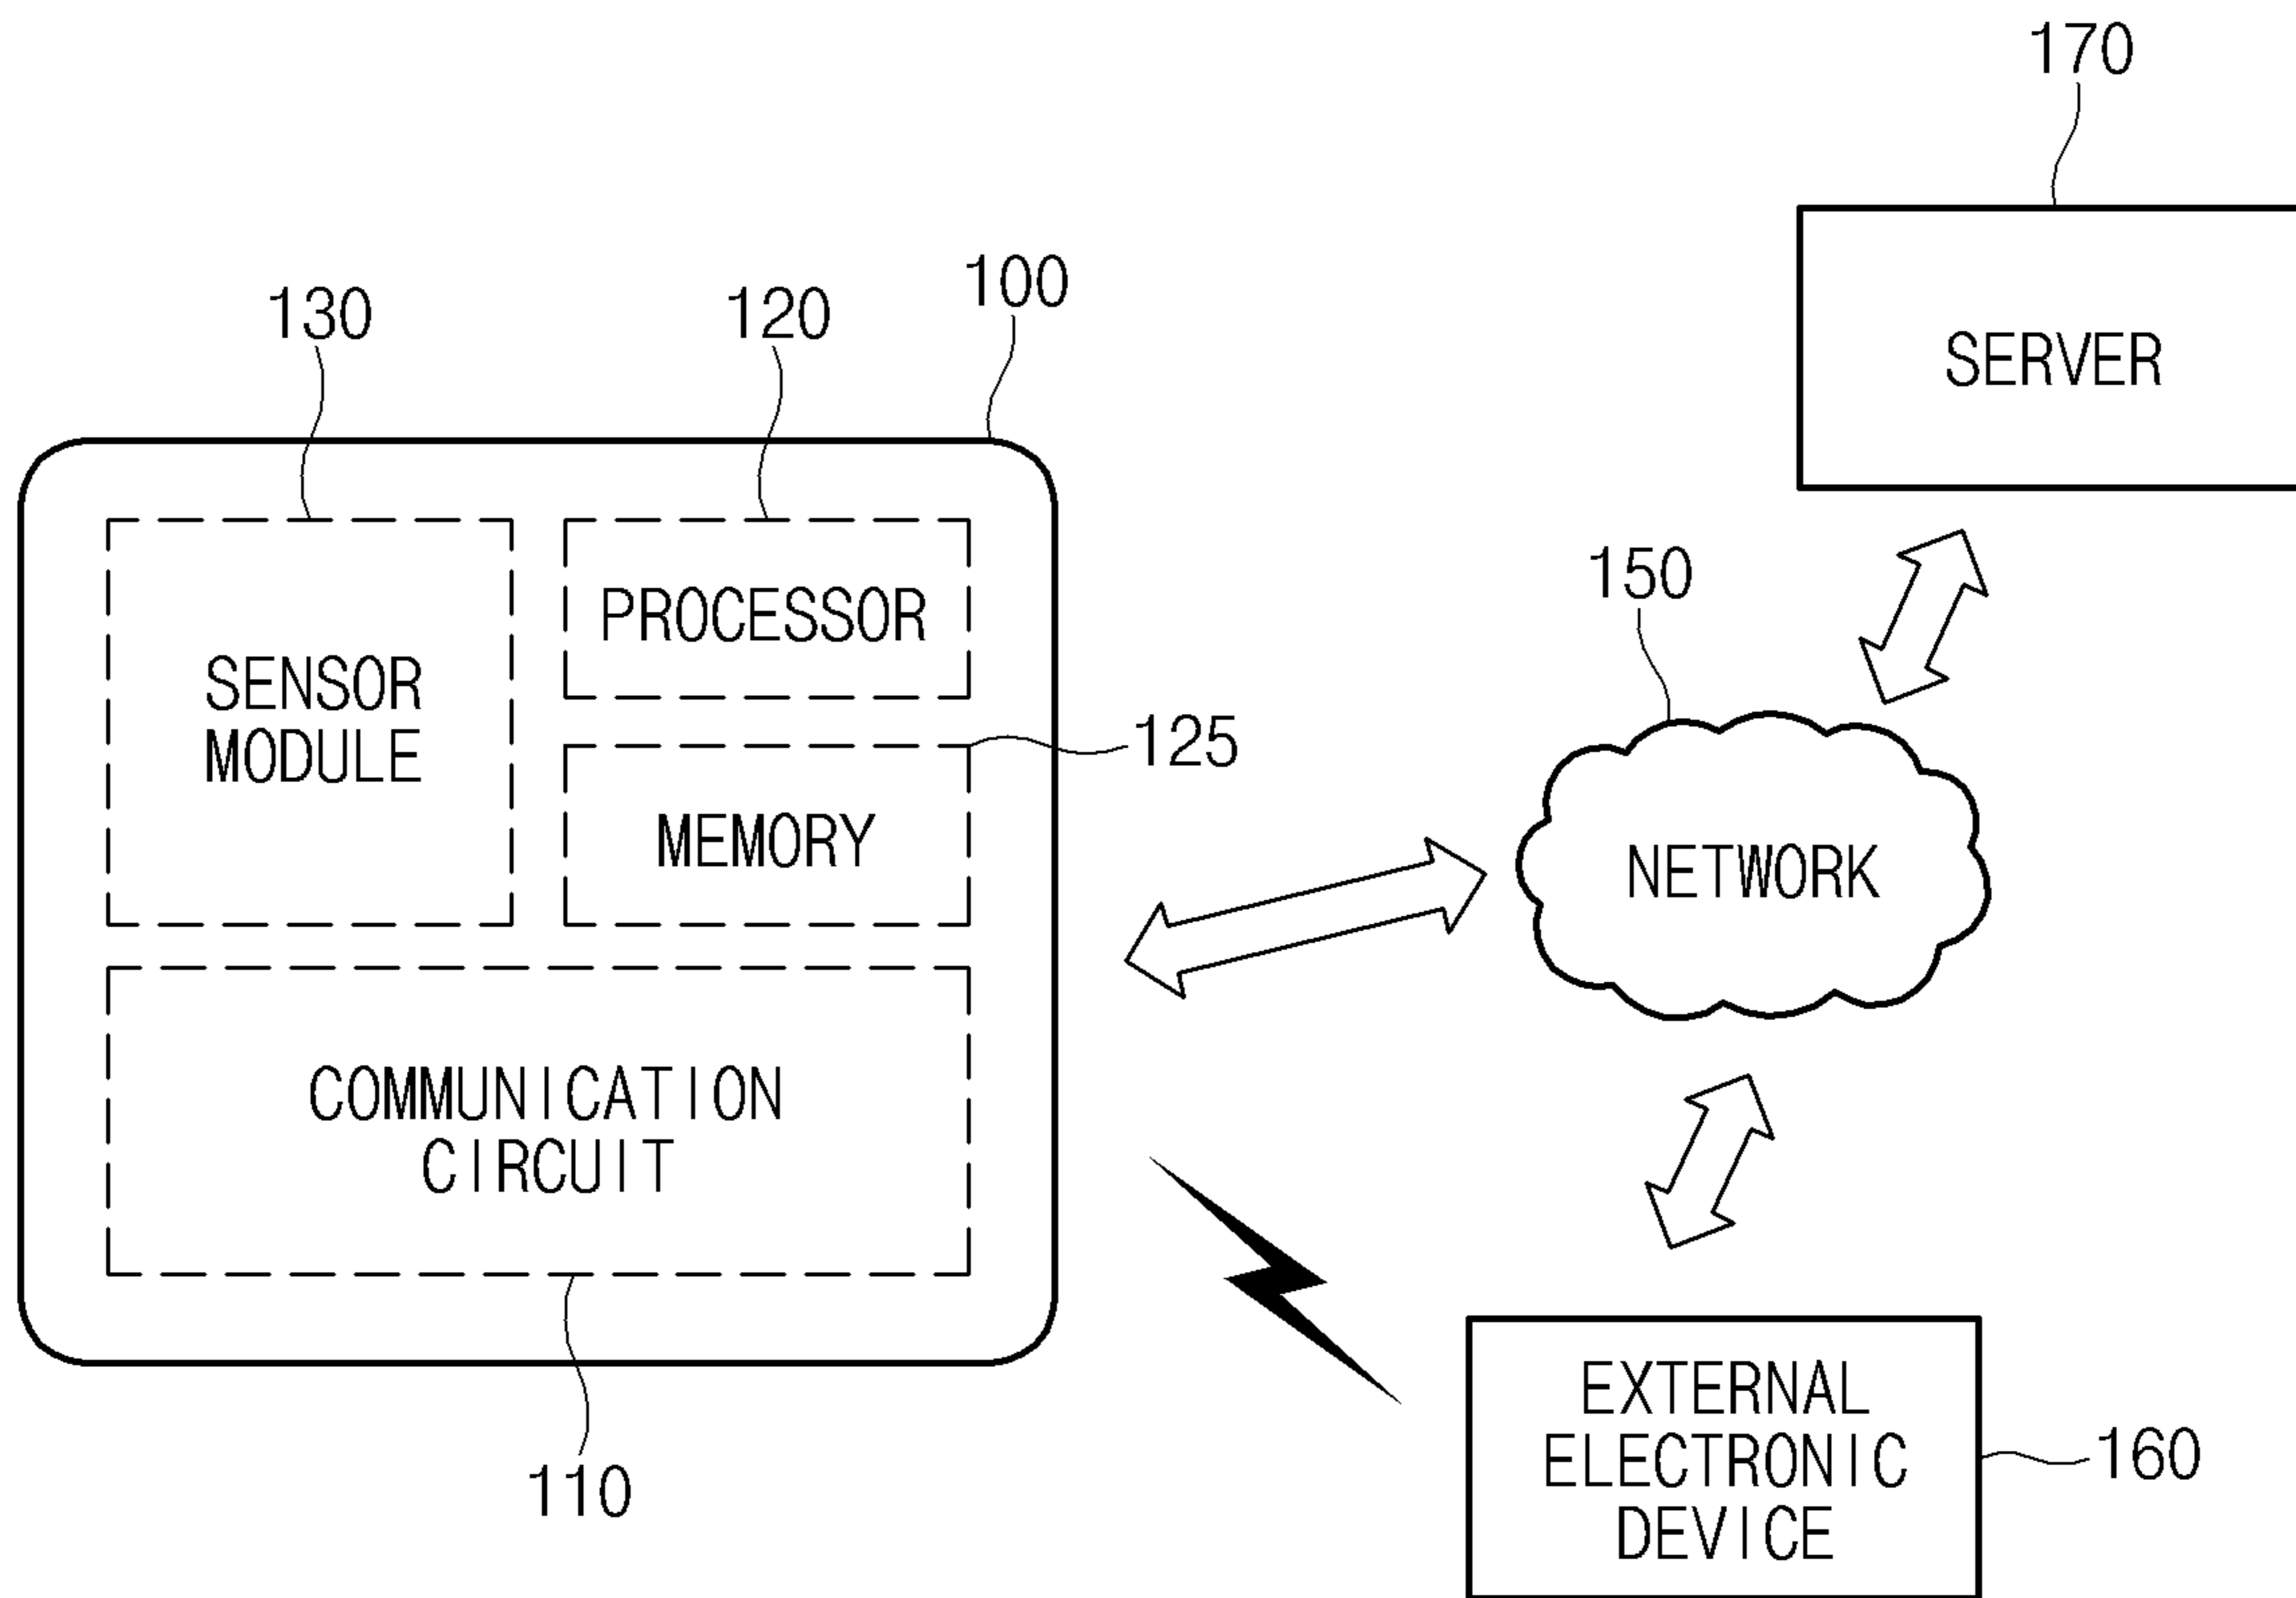 170
SERVER
100
130
120
150
PROCESSOR
SENSOR
MODULE
125
MEMORY
NETWORK
COMMUNICATION
CIRCUIT
110
EXTERNAL
ELECTRONIC
DEVICE
160